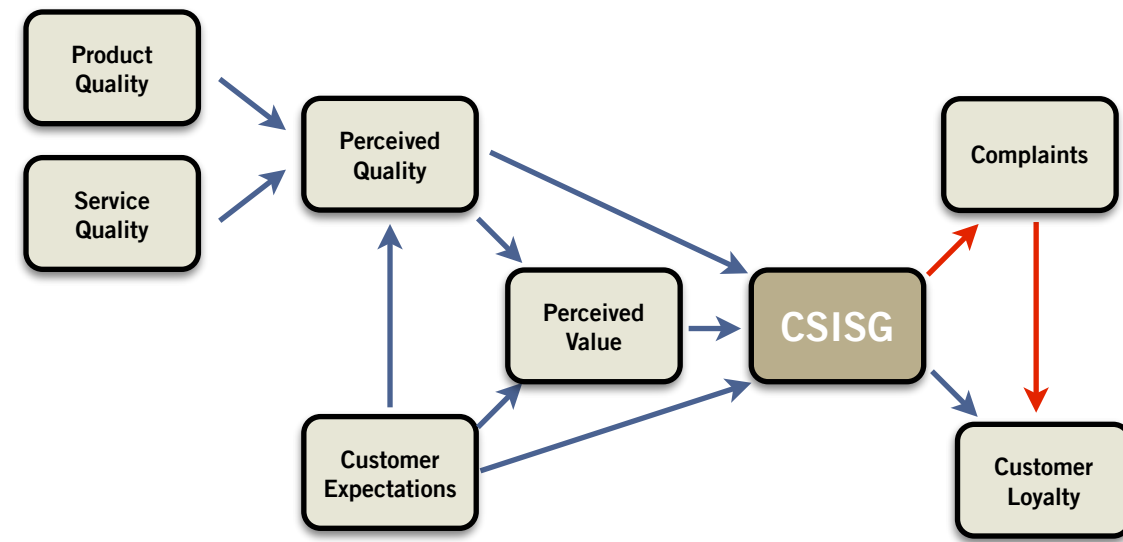 Product
Quality
Service
Quality
Perceived
Quality
Perceived
Value
Customer
Expectations
CSISG
Complaints
Customer
Loyalty